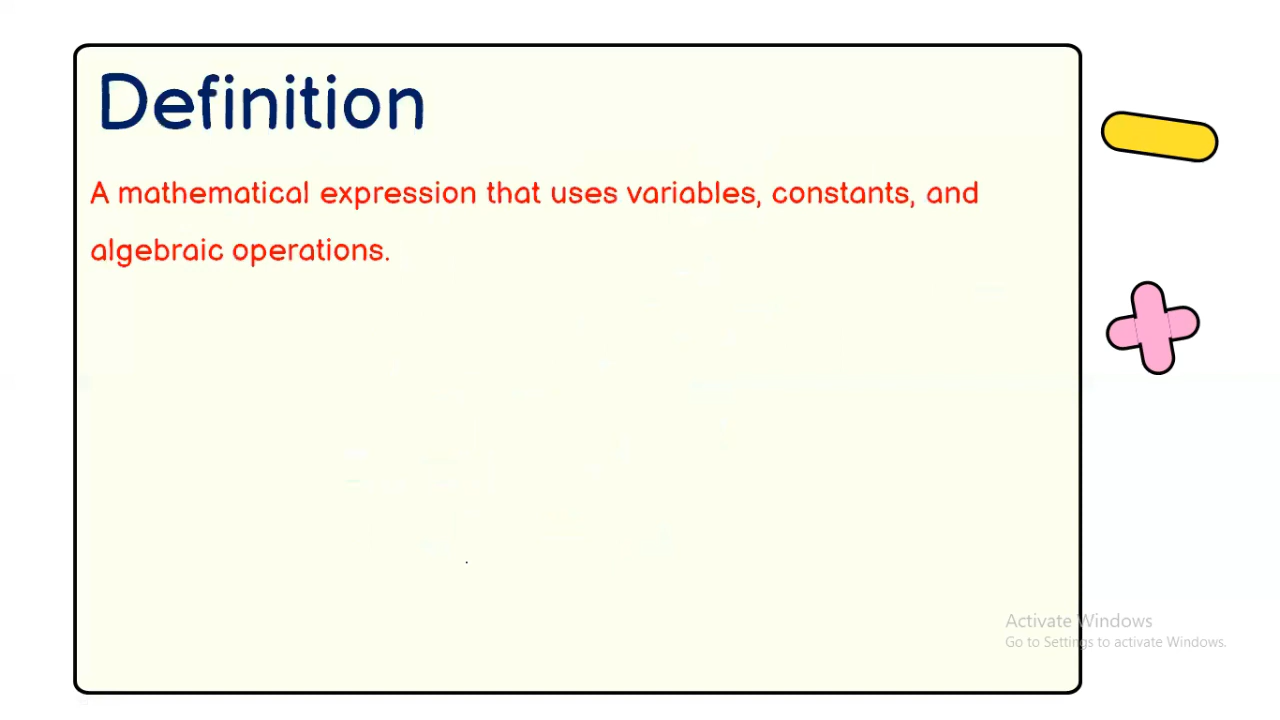 Definition
A mathematical expression that uses variables, constants, and
algebraic operations.
Activate Windows
Go to Settings to activate Windows.